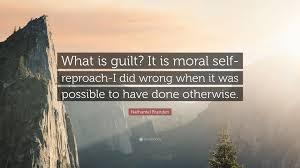 What is guilt? It is moral self-
reproach-I did wrong when it was
possible to have done otherwise.
Nathaniel Branden